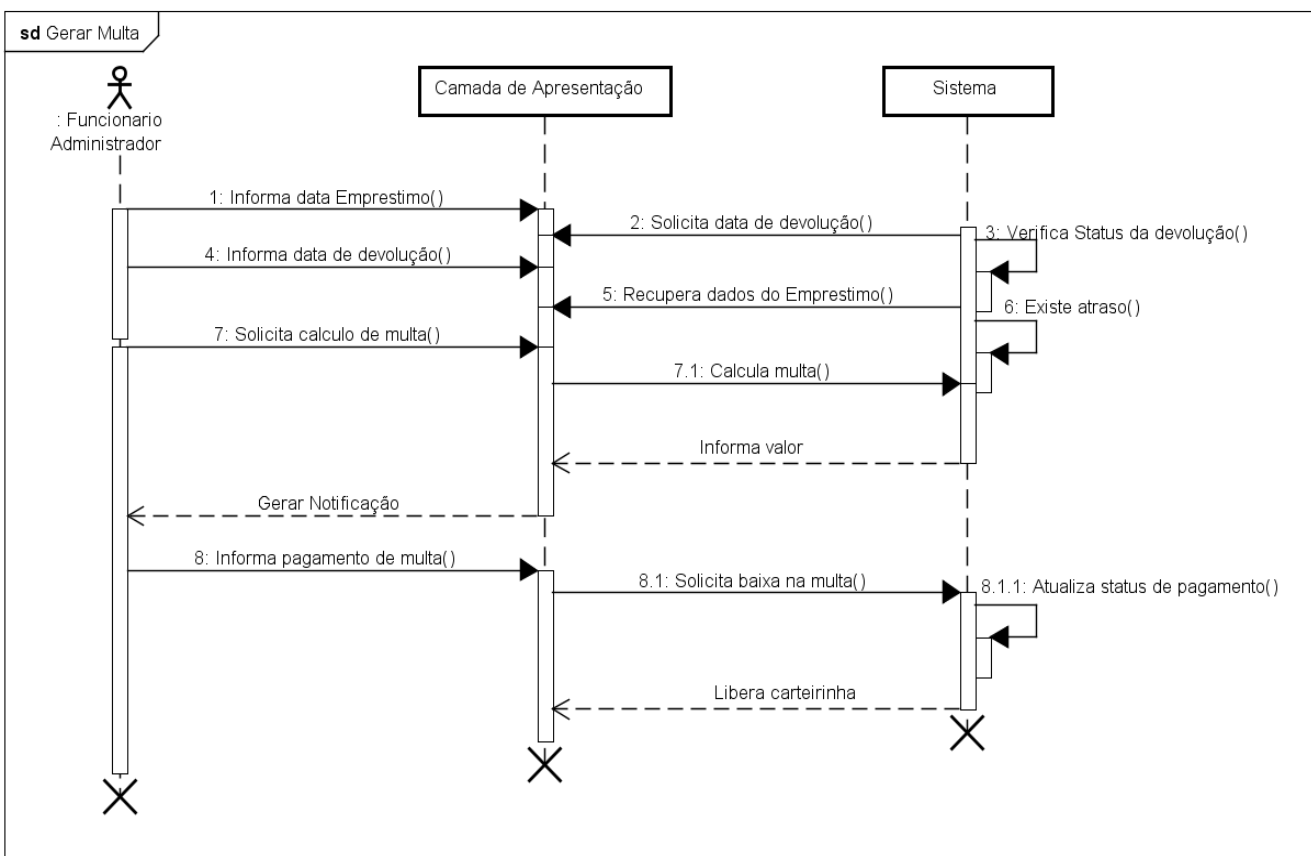 sd Gerar Multa
: Funcionario
Administrador
Camada de Apresentação
Sistema
1: Informa data Emprestimo()
2: Solicita data de devolução()
3: Verifica Status da devolução()
4: Informa data de devolução()
5: Recupera dados do Emprestimo()
6: Existe atraso()
7: Solicita calculo de multa()
7.1: Calcula multa()
Informa valor
Gerar Notificação
8: Informa pagamento de multa()
8.1: Solicita baixa na multa()
8.1.1: Atualiza status de pagamento()
Libera carteirinha